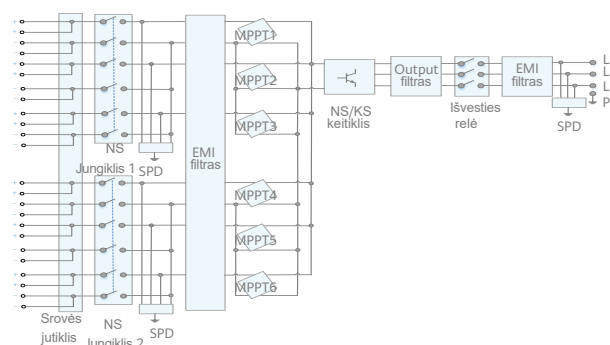 MPPT1
MPPT2
MPPT3
MPPT4
MPPT5
MPPT6
NS
Jungiklis 1
SPD
EMI
filtras
NS/KS
keitiklis
Output
filtras
Išvesties
relė
EMI
filtras
SPD
L
L
L
P
Srovės
jutiklis
NS
Jungiklis 2
SPD